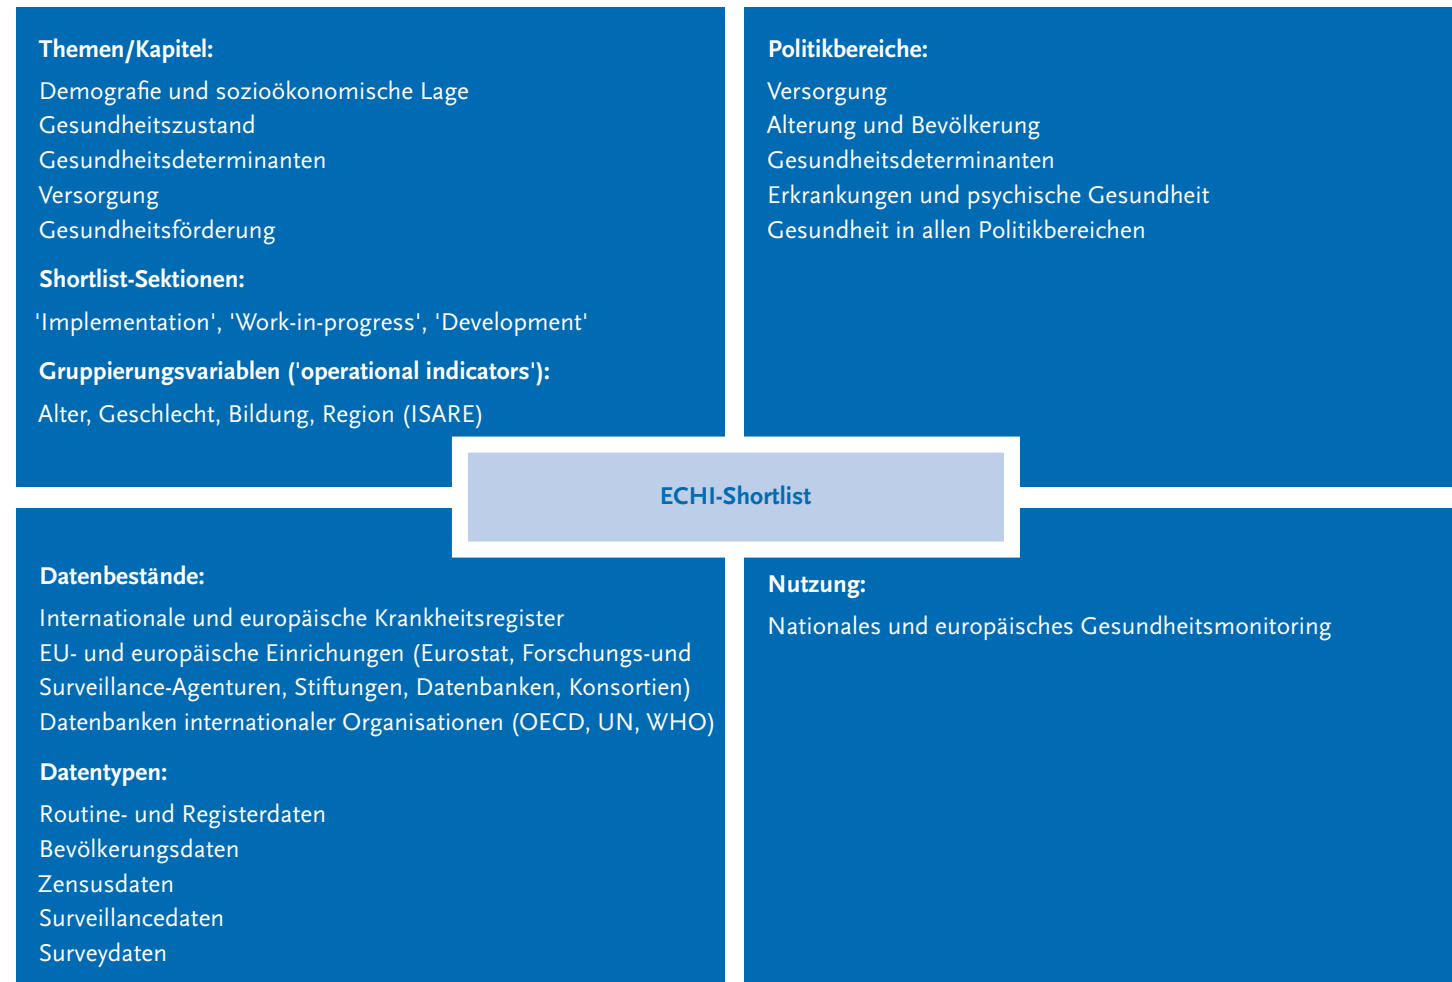 Themen/Kapitel:
Demografie und sozioökonomische Lage
Gesundheitszustand
Gesundheitsdeterminanten
Versorgung
Gesundheitsförderung
Shortlist-Sektionen:
'Implementation', 'Work-in-progress', 'Development'
Gruppierungsvariablen ('operational indicators'):
Alter, Geschlecht, Bildung, Region (ISARE)
Politikbereiche:
Versorgung
Alterung und Bevölkerung
Gesundheitsdeterminanten
Erkrankungen und psychische Gesundheit
Gesundheit in allen Politikbereichen
ECHI-Shortlist
Datenbestände:
Internationale und europäische Krankheitsregister
EU- und europäische Einrichungen (Eurostat, Forschungs-und
Surveillance-Agenturen, Stiftungen, Datenbanken, Konsortien)
Datenbanken internationaler Organisationen (OECD, UN, WHO)
Datentypen:
Routine- und Registerdaten
Bevölkerungsdaten
Zensusdaten
Surveillancedaten
Surveydaten
Nutzung:
Nationales und europäisches Gesundheitsmonitoring